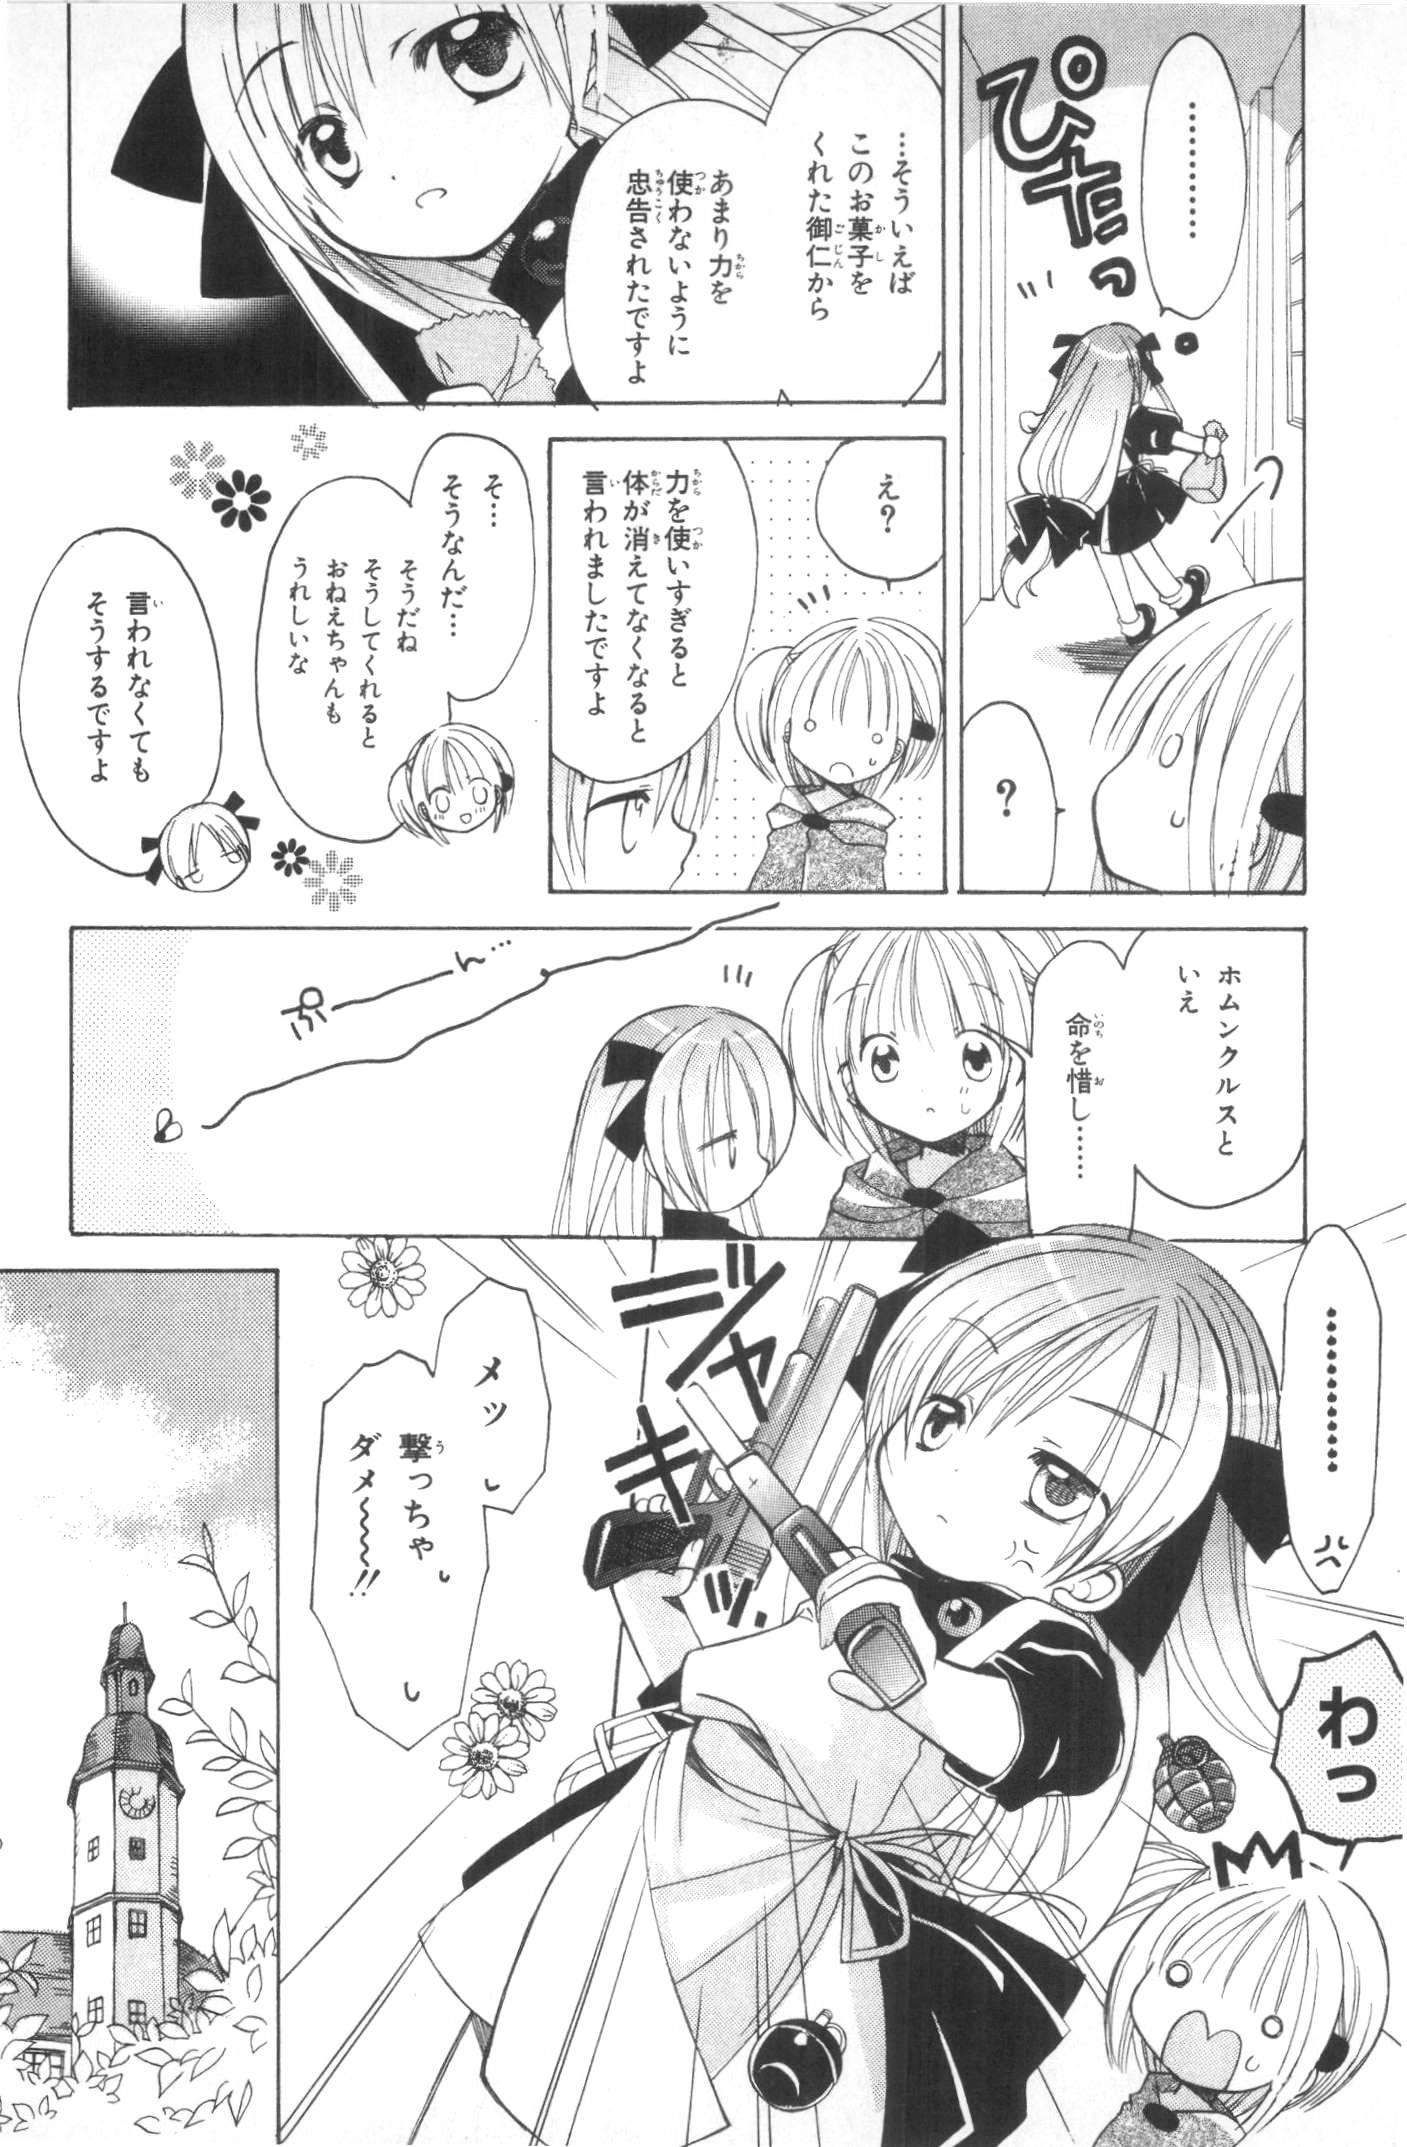 …………
ぴたっ
？
…そういえば
このお菓子を
くれた御仁から
あまり力を
使わないように
忠告されたですよ
え？
力を使いすぎると
体が消えてなくなると
言われましたですよ
そ…
そうなんだ…
そうだね
そうしてくれると
おねえちゃんも
うれしいな
言われなくても
そうするですよ
ホムンクルスと
いえ
命を惜し……
ぷーん…
…………
ジャキッ
わっ
メッ
撃っちゃ
ダメ〜〜〜!!